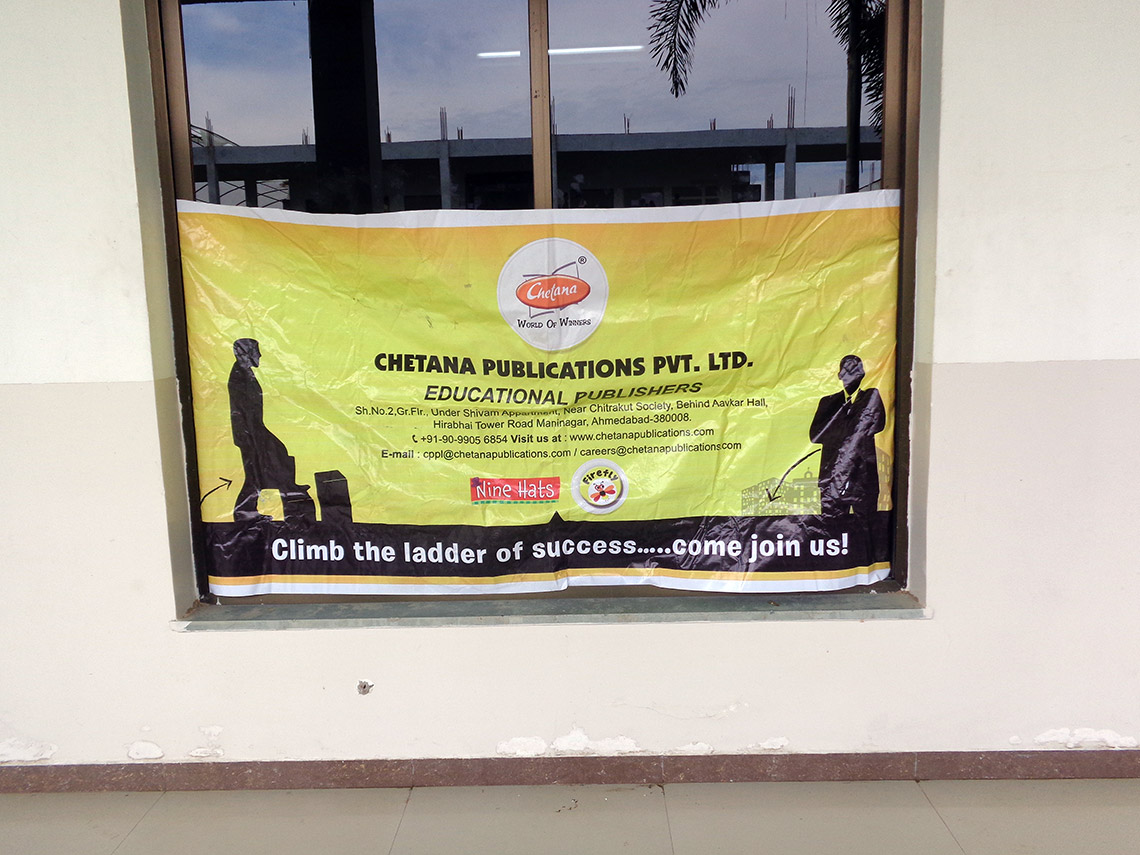 ®
Chetana
World Of Winners
CHETANA PUBLICATIONS PVT. LTD.
EDUCATIONAL PUBLISHERS
Sh.No.2,Gr.Flr., Under Shivam Appartment, Near Chitrakut Society, Behind Aavkar Hall,
Hirabhai Tower Road Maninagar, Ahmedabad-380008.
+91-90-9905 6854 Visit us at : www.chetanapublications.com
E-mail : cppl@chetanapublications.com / careers@chetanapublications.com
Nine Hats
Firefly
Climb the ladder of success.....come join us!